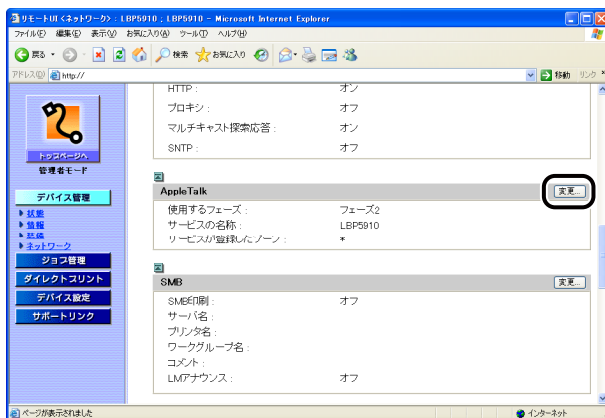 リモートUI <ネットワーク> : LBP5910 ; LBP5910 - Microsoft Internet Explorer
ファイル(F) 編集(E) 表示(V) お気に入り(A) ツール(T) ヘルプ(H)
戻る 検索 お気に入り
アドレス(D) http:// 移動 リンク
HTTP : オン
プロキシ : オフ
マルチキャスト探索応答 : オン
SNTP : オフ
トップページへ
管理者モード
デバイス管理
状態
情報
ネットワーク
ジョブ管理
ダイレクトプリント
デバイス設定
サポートリンク
AppleTalk 変更...
使用するフェーズ : フェーズ2
サービスの名称 : LBP5910
サービスが登録したゾーン : *
SMB 変更...
SMB印刷 : オフ
サーバ名 :
プリンタ名 :
ワークグループ名 :
コメント :
LMアナウンス : オフ
ページが表示されました インターネット